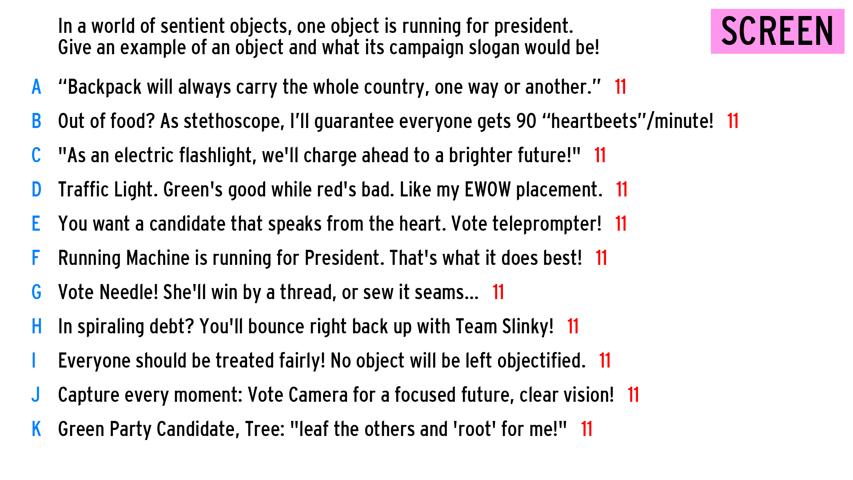 In a world of sentient objects, one object is running for president.
Give an example of an object and what its campaign slogan would be!
SCREEN
A “Backpack will always carry the whole country, one way or another.” 11
B Out of food? As stethoscope, I’ll guarantee everyone gets 90 “heartbeets”/minute! 11
C "As an electric flashlight, we'll charge ahead to a brighter future!" 11
D Traffic Light. Green's good while red's bad. Like my EWOW placement. 11
E You want a candidate that speaks from the heart. Vote teleprompter! 11
F Running Machine is running for President. That's what it does best! 11
G Vote Needle! She'll win by a thread, or sew it seams... 11
H In spiraling debt? You'll bounce right back up with Team Slinky! 11
I Everyone should be treated fairly! No object will be left objectified. 11
J Capture every moment: Vote Camera for a focused future, clear vision! 11
K Green Party Candidate, Tree: "leaf the others and 'root' for me!" 11